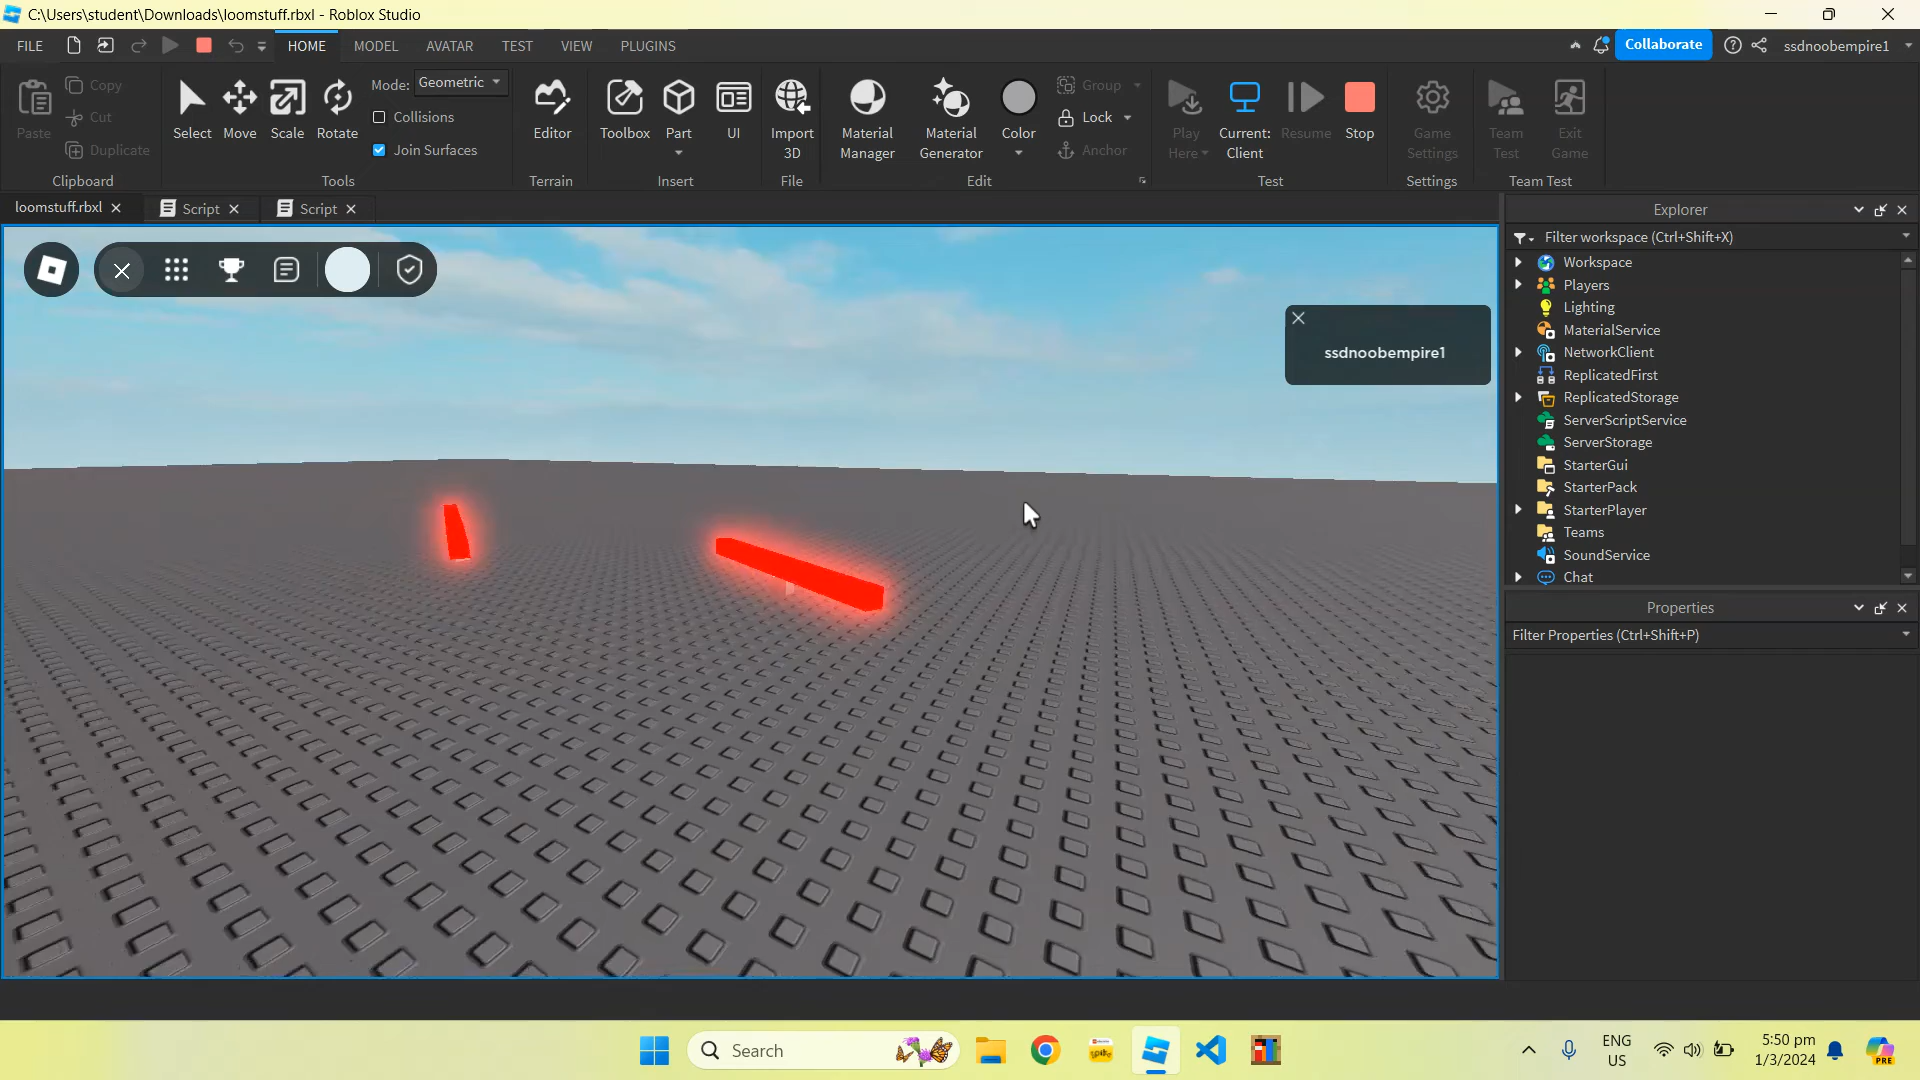 C:\Users\student\Downloads\loomstuff.rbxl - Roblox Studio
FILE HOME MODEL AVATAR TEST VIEW PLUGINS Collaborate ssdnoobempire1
Paste Copy Cut Duplicate
Clipboard
Select Move Scale Rotate
Mode: Geometric
Collisions
Join Surfaces
Tools
Editor
Terrain
Toolbox Part UI
Insert
Import 3D
File
Material Manager
Material Generator
Color
Group
Lock
Anchor
Edit
Play Here
Current: Client
Resume
Stop
Test
Game Settings
Settings
Team Test
Exit Game
Team Test
loomstuff.rbxl Script Script
ssdnoobempire1
Explorer
Filter workspace (Ctrl+Shift+X)
Workspace
Players
Lighting
MaterialService
NetworkClient
ReplicatedFirst
ReplicatedStorage
ServerScriptService
ServerStorage
StarterGui
StarterPack
StarterPlayer
Teams
SoundService
Chat
Properties
Filter Properties (Ctrl+Shift+P)
Search
ENG
US
5:50 pm
1/3/2024
PRE